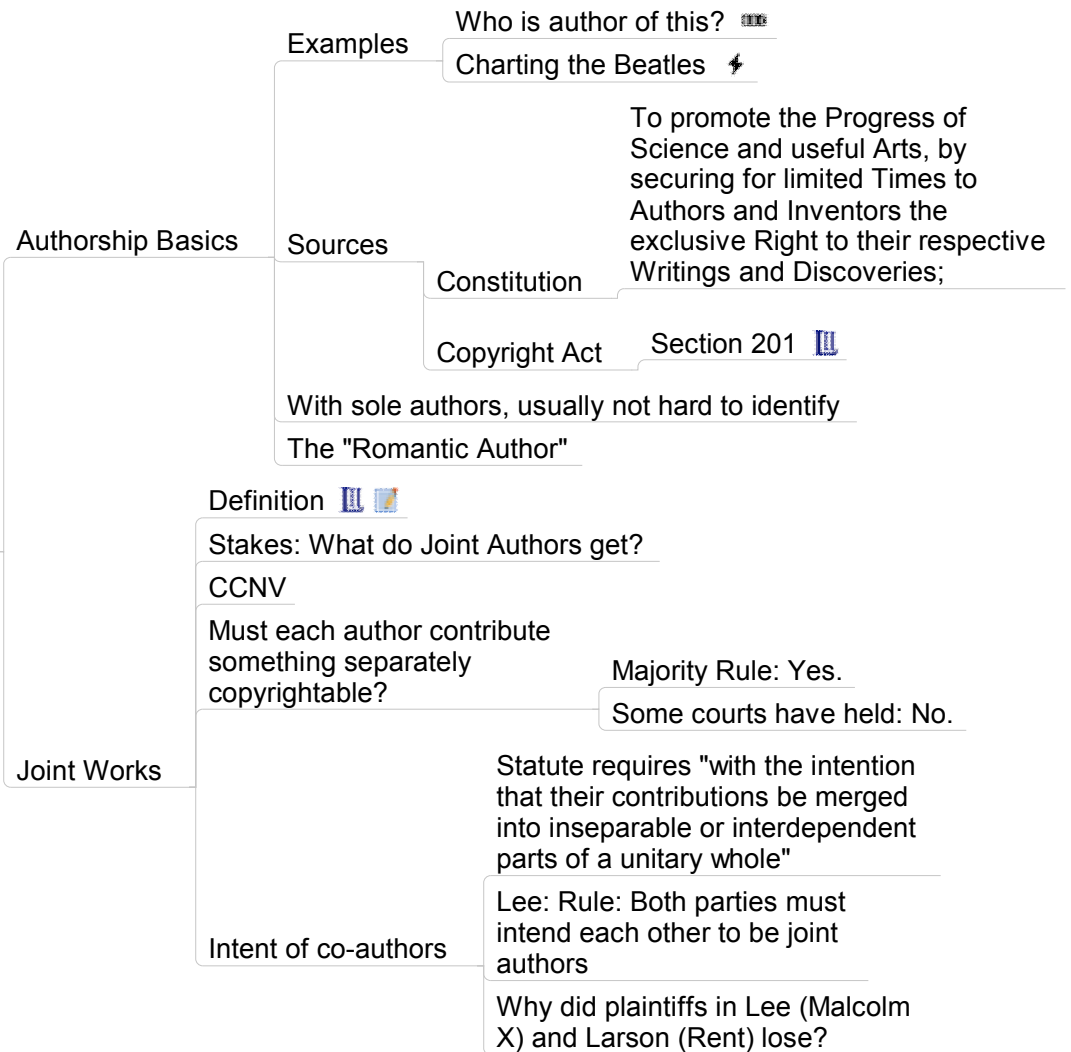 Who is author of this?
Examples
Charting the Beatles
To promote the Progress of
Science and useful Arts, by
securing for limited Times to
Authors and Inventors the
exclusive Right to their respective
Writings and Discoveries;
Authorship Basics
Sources
Constitution
Copyright Act
Section 201
With sole authors, usually not hard to identify
The "Romantic Author"
Definition
Stakes: What do Joint Authors get?
CCNV
Must each author contribute
something separately
copyrightable?
Majority Rule: Yes.
Some courts have held: No.
Joint Works
Statute requires "with the intention
that their contributions be merged
into inseparable or interdependent
parts of a unitary whole"
Lee: Rule: Both parties must
intend each other to be joint
authors
Intent of co-authors
Why did plaintiffs in Lee (Malcolm
X) and Larson (Rent) lose?